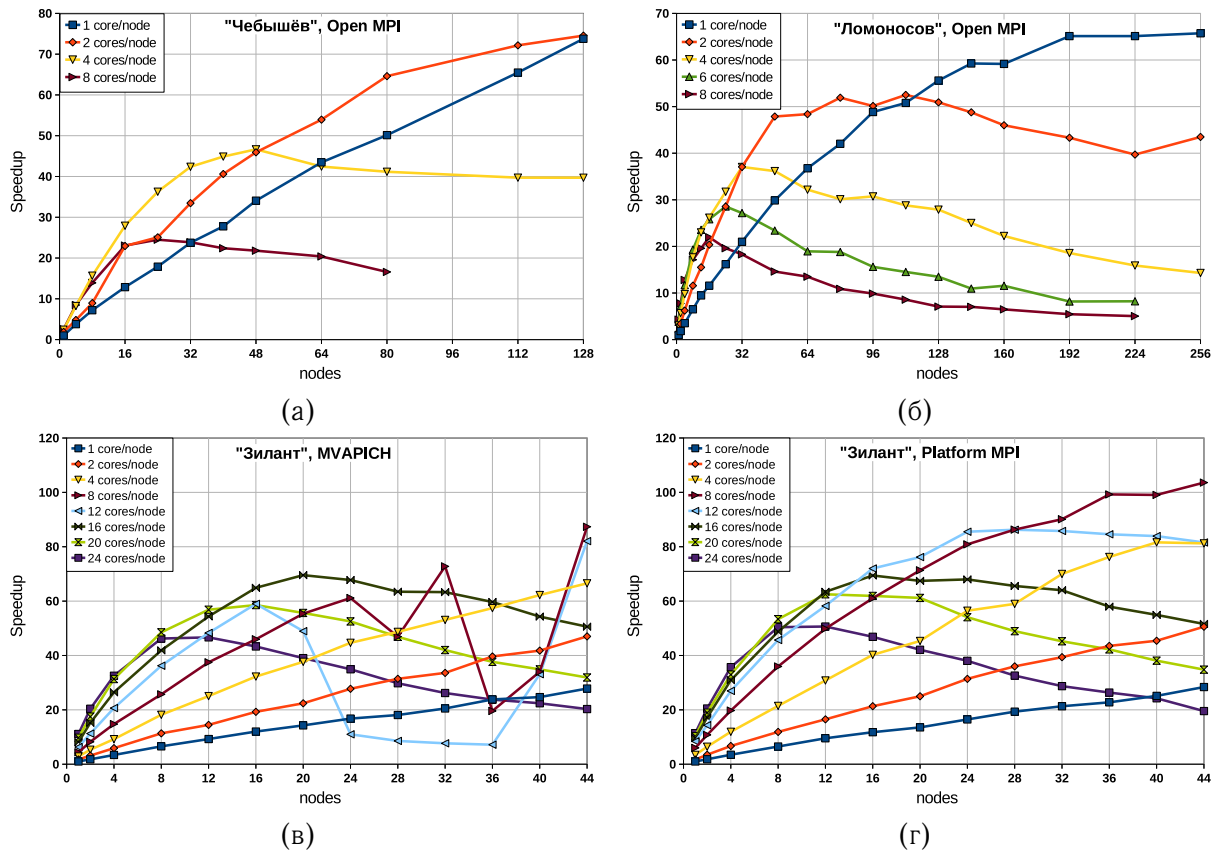 "Чебышёв", Open MPI
1 core/node
2 cores/node
4 cores/node
8 cores/node
Speedup
80
70
60
50
40
30
20
10
0
0 16 32 48 64 80 96 112 128
nodes
(а)
"Ломоносов", Open MPI
1 core/node
2 cores/node
4 cores/node
6 cores/node
8 cores/node
Speedup
70
60
50
40
30
20
10
0
0 32 64 96 128 160 192 224 256
nodes
(б)
"Зилант", MVAPICH
1 core/node
2 cores/node
4 cores/node
8 cores/node
12 cores/node
16 cores/node
20 cores/node
24 cores/node
Speedup
120
100
80
60
40
20
0
0 4 8 12 16 20 24 28 32 36 40 44
nodes
(в)
"Зилант", Platform MPI
1 core/node
2 cores/node
4 cores/node
8 cores/node
12 cores/node
16 cores/node
20 cores/node
24 cores/node
Speedup
120
100
80
60
40
20
0
0 4 8 12 16 20 24 28 32 36 40 44
nodes
(г)